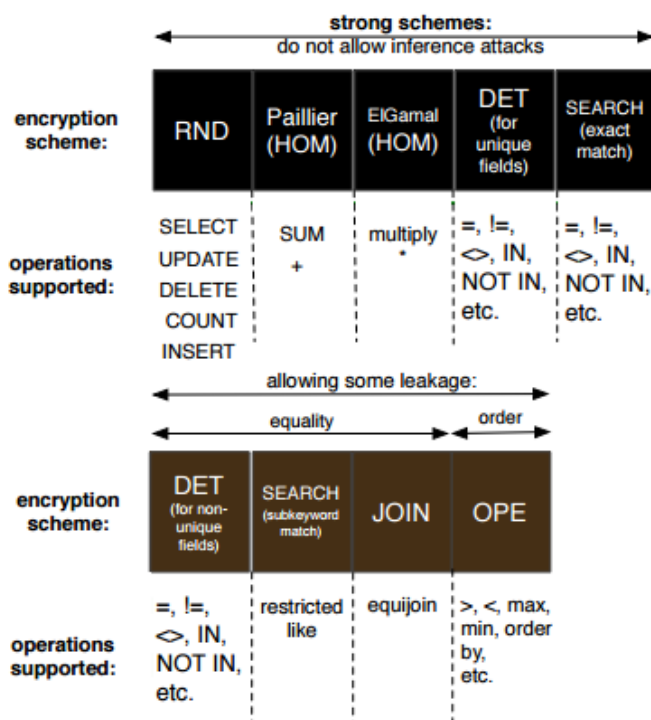 strong schemes:
do not allow inference attacks
encryption
scheme:
RND
Paillier
(HOM)
ElGamal
(HOM)
DET
(for
unique
fields)
SEARCH
(exact
match)
operations
supported:
SELECT
UPDATE
DELETE
COUNT
INSERT
SUM
+
multiply
*
=, !=,
<>, IN,
NOT IN,
etc.
=, !=,
<>, IN,
NOT IN,
etc.
allowing some leakage:
equality
order
encryption
scheme:
DET
(for non-
unique
fields)
SEARCH
(subkeyword
match)
JOIN
OPE
operations
supported:
=, !=,
<>, IN,
NOT IN,
etc.
restricted
like
equijoin
>, <, max,
min, order
by,
etc.